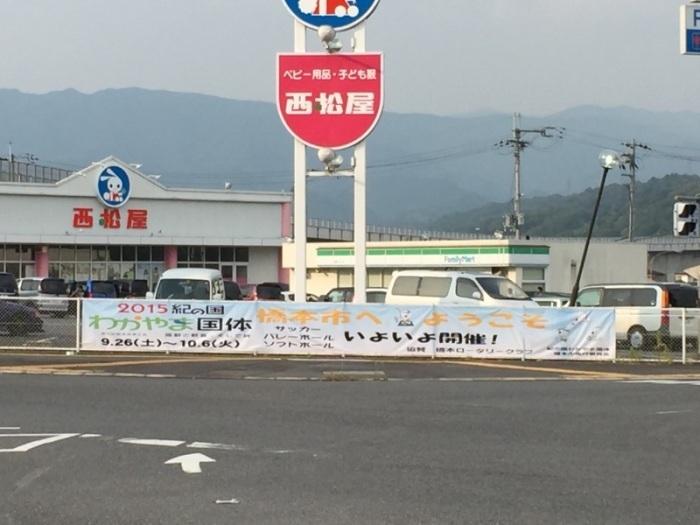 ベビー用品・子ども服
西松屋
西松屋
FamilyMart
2015 紀の国
わかやま国体
9.26(土)～10.6(火)
橋本市へ ようこそ
サッカー
バレーボール
ソフトボール
いよいよ開催!
協賛 橋本ロータリークラブ